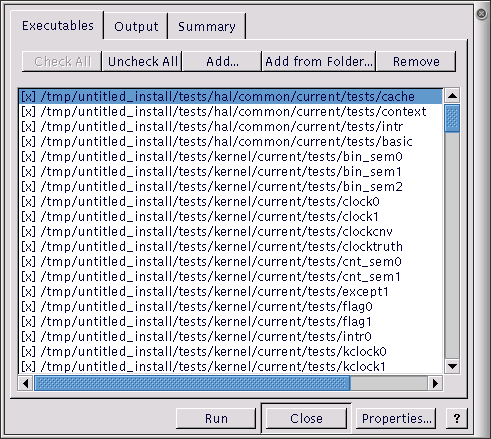 Executables Output Summary
Check All Uncheck All Add... Add from Folder... Remove
[x] /tmp/untitled_install/tests/hal/common/current/tests/cache
[x] /tmp/untitled_install/tests/hal/common/current/tests/context
[x] /tmp/untitled_install/tests/hal/common/current/tests/intr
[x] /tmp/untitled_install/tests/hal/common/current/tests/basic
[x] /tmp/untitled_install/tests/kernel/current/tests/bin_sem0
[x] /tmp/untitled_install/tests/kernel/current/tests/bin_sem1
[x] /tmp/untitled_install/tests/kernel/current/tests/bin_sem2
[x] /tmp/untitled_install/tests/kernel/current/tests/clock0
[x] /tmp/untitled_install/tests/kernel/current/tests/clock1
[x] /tmp/untitled_install/tests/kernel/current/tests/clockcnv
[x] /tmp/untitled_install/tests/kernel/current/tests/clocktruth
[x] /tmp/untitled_install/tests/kernel/current/tests/cnt_sem0
[x] /tmp/untitled_install/tests/kernel/current/tests/cnt_sem1
[x] /tmp/untitled_install/tests/kernel/current/tests/except1
[x] /tmp/untitled_install/tests/kernel/current/tests/flag0
[x] /tmp/untitled_install/tests/kernel/current/tests/flag1
[x] /tmp/untitled_install/tests/kernel/current/tests/intr0
[x] /tmp/untitled_install/tests/kernel/current/tests/kclock0
[x] /tmp/untitled_install/tests/kernel/current/tests/kclock1
Run Close Properties... ?